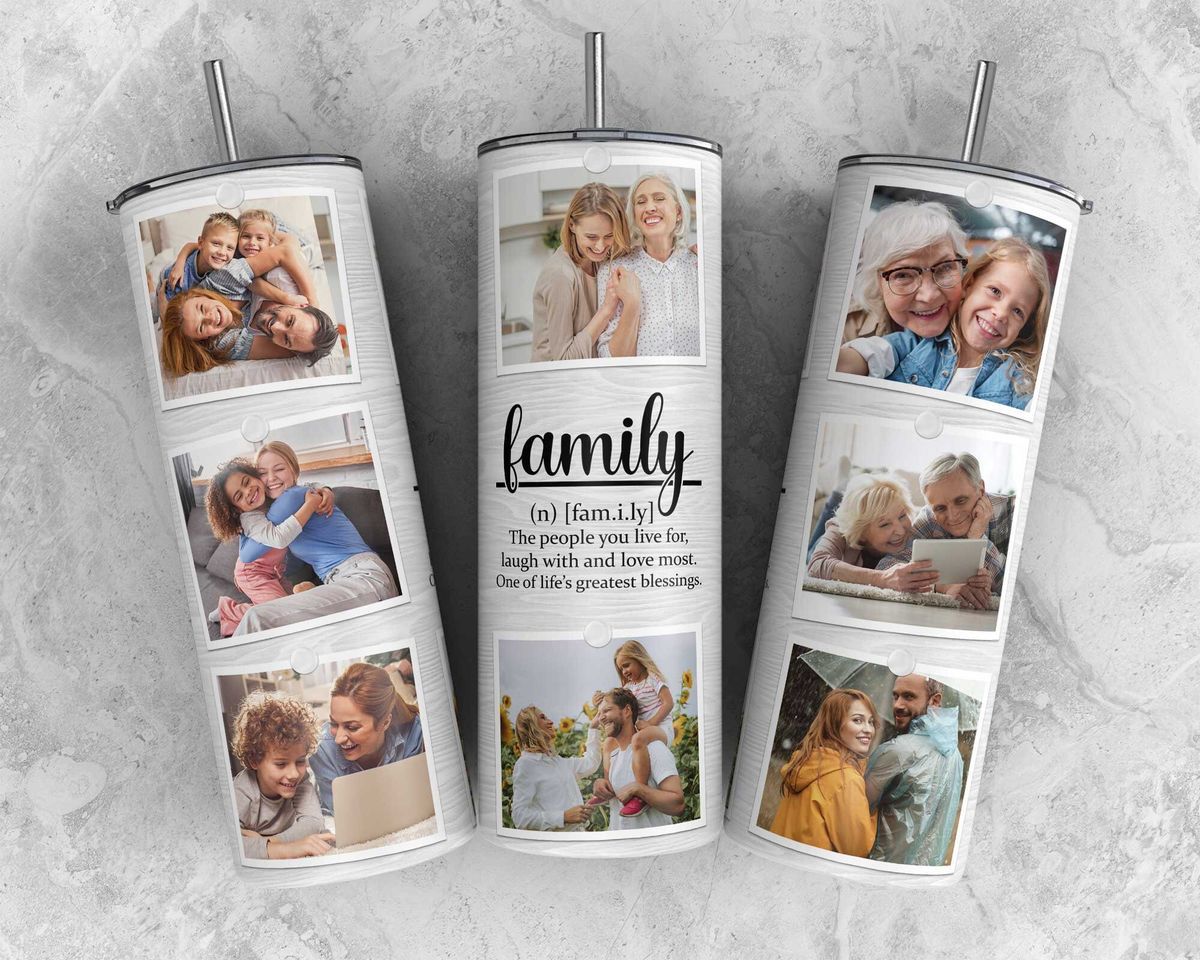 family
(n) [fam.i.ly]
The people you live for,
laugh with and love most.
One of life's greatest blessings.